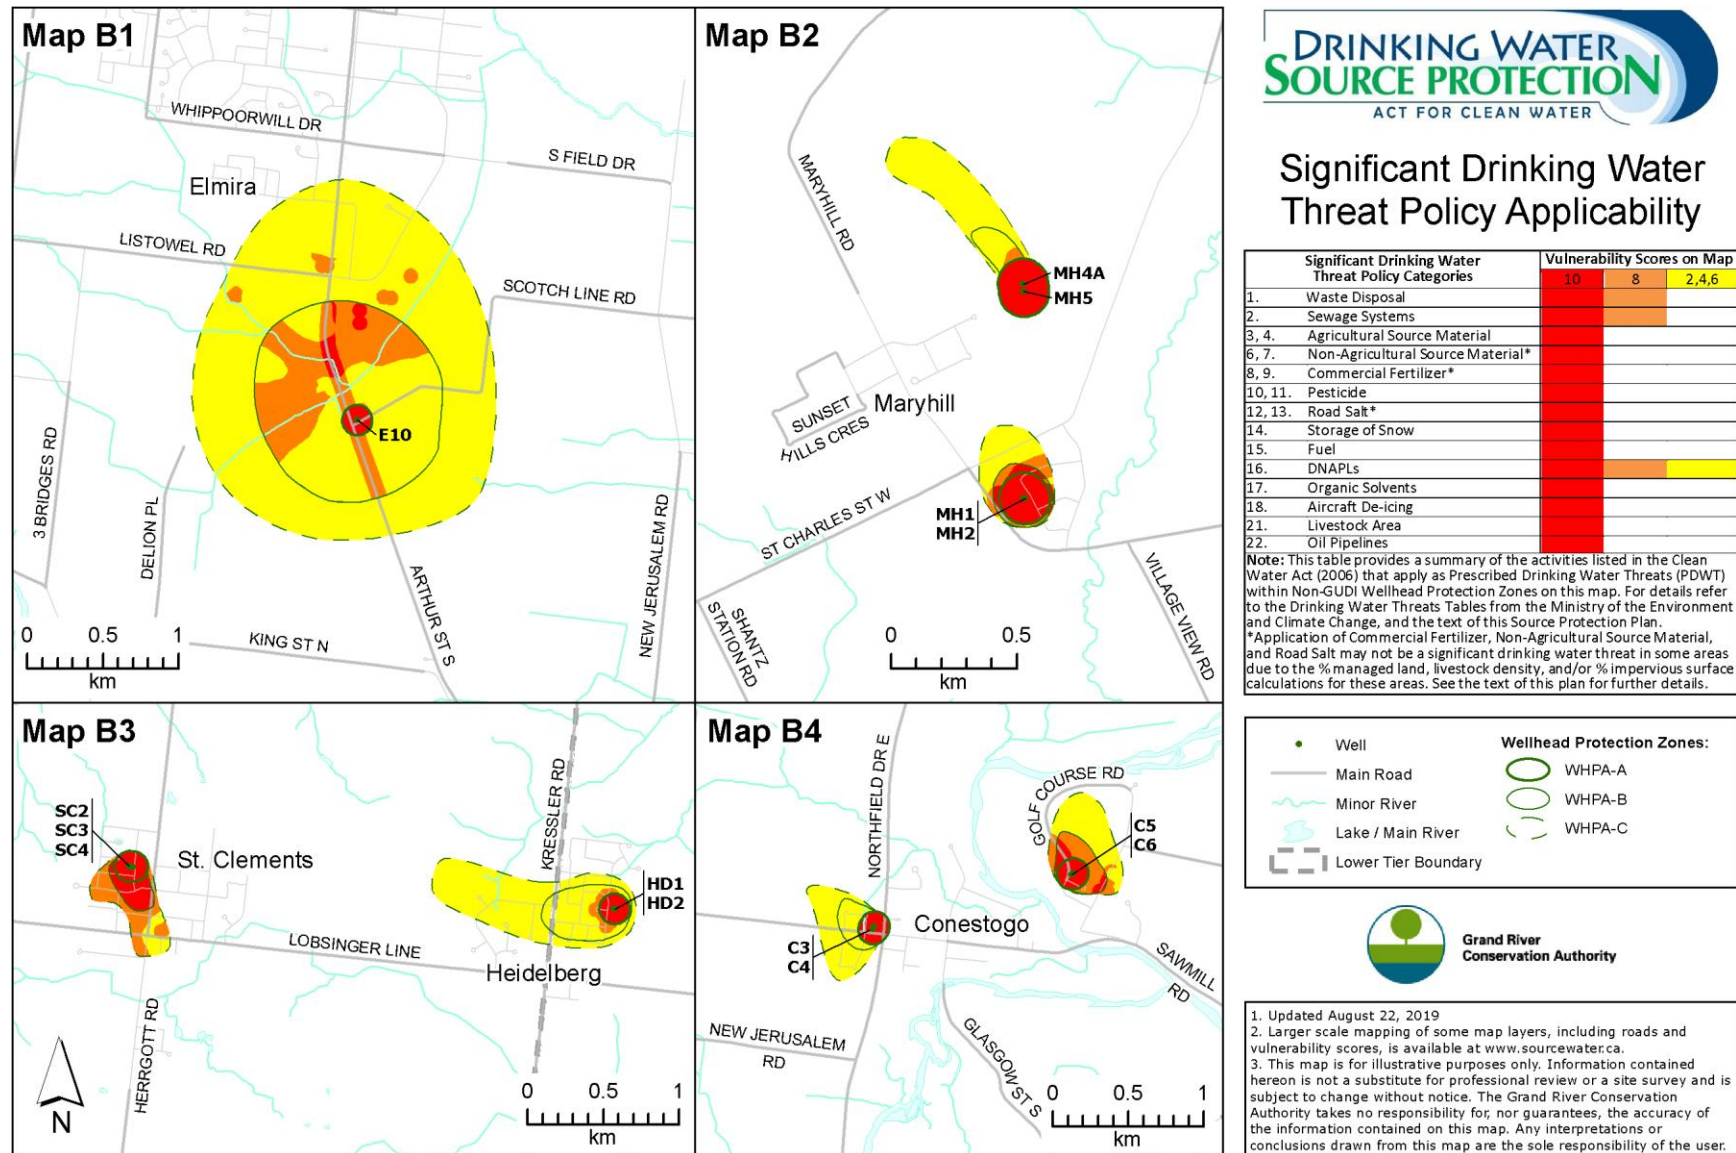 Map B1
WHIPPOORWILL DR
S FIELD DR
Elmira
LISTOWEL RD
SCOTCH LINE RD
E10
3 BRIDGES RD
DELION PL
ARTHUR ST S
NEW JERUSALEM RD
KING ST N
0 0.5 1
km
Map B2
MARYHILL RD
MH4A
MH5
SUNSET
HILLS CRES
Maryhill
MH1
MH2
ST CHARLES ST W
SHANTZ
STATION RD
VILLAGE VIEW RD
0 0.5
km
Map B3
SC2
SC3
SC4
St. Clements
KRESSLER RD
HD1
HD2
LOBSINGER LINE
Heidelberg
HERRGOTT RD
N
0 0.5 1
km
Map B4
NORTHFIELD DR E
GOLF COURSE RD
C5
C6
Conestogo
C3
C4
SAWMILL
RD
NEW JERUSALEM
RD
GLASGOW ST S
0 0.5 1
km
DRINKING WATER
SOURCE PROTECTION
ACT FOR CLEAN WATER
Significant Drinking Water
Threat Policy Applicability
Significant Drinking Water
Threat Policy Categories
Vulnerability Scores on Map
10 8 2,4,6
1. Waste Disposal
2. Sewage Systems
3, 4. Agricultural Source Material
6, 7. Non-Agricultural Source Material*
8, 9. Commercial Fertilizer*
10, 11. Pesticide
12, 13. Road Salt*
14. Storage of Snow
15. Fuel
16. DNAPLs
17. Organic Solvents
18. Aircraft De-icing
21. Livestock Area
22. Oil Pipelines
Note: This table provides a summary of the activities listed in the Clean
Water Act (2006) that apply as Prescribed Drinking Water Threats (PDWT)
within Non-GUDI Wellhead Protection Zones on this map. For details refer
to the Drinking Water Threats Tables from the Ministry of the Environment
and Climate Change, and the text of this Source Protection Plan.
*Application of Commercial Fertilizer, Non-Agricultural Source Material,
and Road Salt may not be a significant drinking water threat in some areas
due to the % managed land, livestock density, and/or % impervious surface
calculations for these areas. See the text of this plan for further details.
Well
Main Road
Minor River
Lake / Main River
Lower Tier Boundary
Wellhead Protection Zones:
WHPA-A
WHPA-B
WHPA-C
Grand River
Conservation Authority
1. Updated August 22, 2019
2. Larger scale mapping of some map layers, including roads and
vulnerability scores, is available at www.sourcewater.ca.
3. This map is for illustrative purposes only. Information contained
hereon is not a substitute for professional review or a site survey and is
subject to change without notice. The Grand River Conservation
Authority takes no responsibility for, nor guarantees, the accuracy of
the information contained on this map. Any interpretations or
conclusions drawn from this map are the sole responsibility of the user.